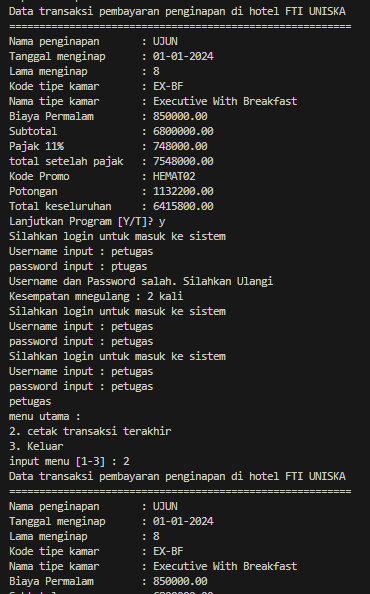 Data transaksi pembayaran penginapan di hotel FTI UNISKA
=========================================================
Nama penginapan : UJUN
Tanggal menginap : 01-01-2024
Lama menginap : 8
Kode tipe kamar : EX-BF
Nama tipe kamar : Executive With Breakfast
Biaya Permalam : 850000.00
Subtotal : 6800000.00
Pajak 11% : 748000.00
total setelah pajak : 7548000.00
Kode Promo : HEMAT02
Potongan : 1132200.00
Total keseluruhan : 6415800.00
Lanjutkan Program [Y/T]? y
Silahkan login untuk masuk ke sistem
Username input : petugas
password input : ptugas
Username dan Password salah. Silahkan Ulangi
Kesempatan mnegulang : 2 kali
Silahkan login untuk masuk ke sistem
Username input : petugas
password input : petugas
Silahkan login untuk masuk ke sistem
Username input : petugas
password input : petugas
petugas
menu utama :
2. cetak transaksi terakhir
3. Keluar
input menu [1-3] : 2
Data transaksi pembayaran penginapan di hotel FTI UNISKA
=========================================================
Nama penginapan : UJUN
Tanggal menginap : 01-01-2024
Lama menginap : 8
Kode tipe kamar : EX-BF
Nama tipe kamar : Executive With Breakfast
Biaya Permalam : 850000.00